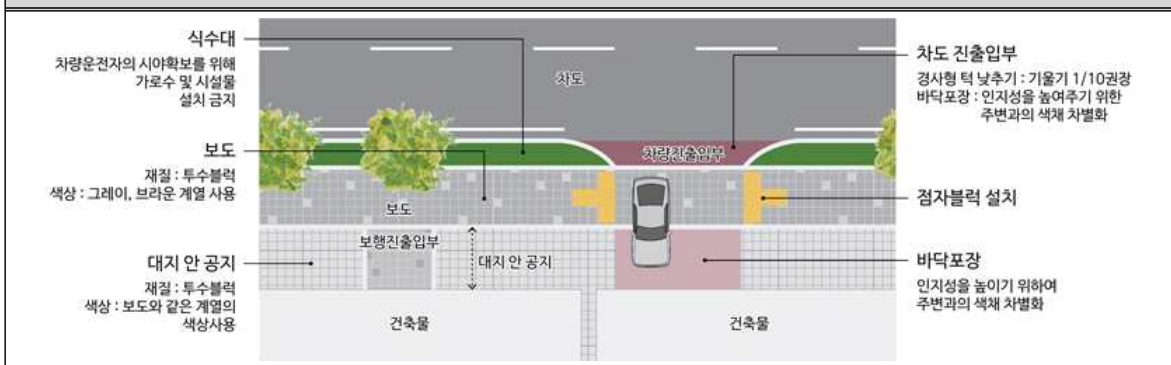 식수대
차량운전자의 시야확보를 위해
가로수 및 시설물
설치 금지
보도
재질 : 투수블럭
색상 : 그레이, 브라운 계열 사용
대지 안 공지
재질 : 투수블럭
색상 : 보도와 같은 계열의
색상사용
차도
차량진출입부
보도
보행진출입부
대지 안 공지
건축물
건축물
차도 진출입부
경사형 턱 낮추기 : 기울기 1/10권장
바닥포장 : 인지성을 높여주기 위한
주변과의 색채 차별화
점자블럭 설치
바닥포장
인지성을 높이기 위하여
주변과의 색채 차별화